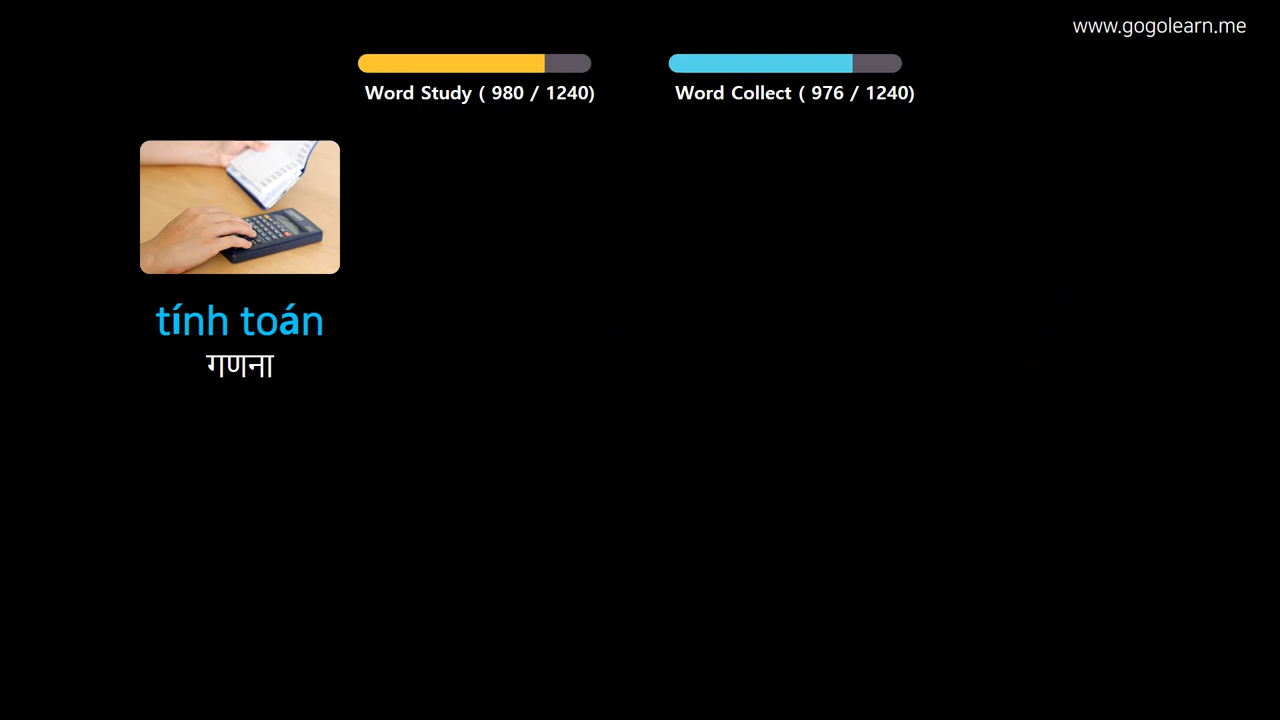 www.gogolearn.me
Word Study ( 980 / 1240)
Word Collect ( 976 / 1240)
tính toán
गणना